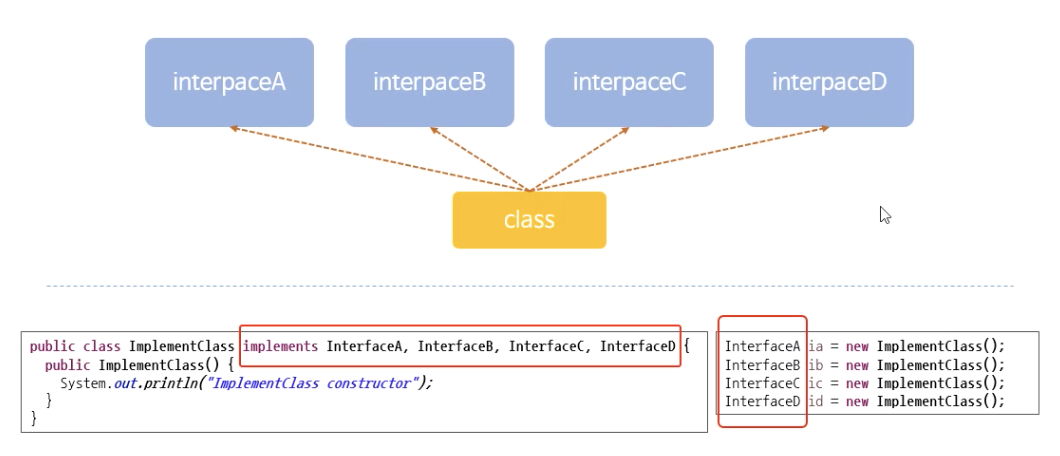 interpaceA
interpaceB
interpaceC
interpaceD
class
public class ImplementClass implements InterfaceA, InterfaceB, InterfaceC, InterfaceD {
public ImplementClass() {
System.out.println("ImplementClass constructor");
}
}
InterfaceA ia = new ImplementClass();
InterfaceB ib = new ImplementClass();
InterfaceC ic = new ImplementClass();
InterfaceD id = new ImplementClass();